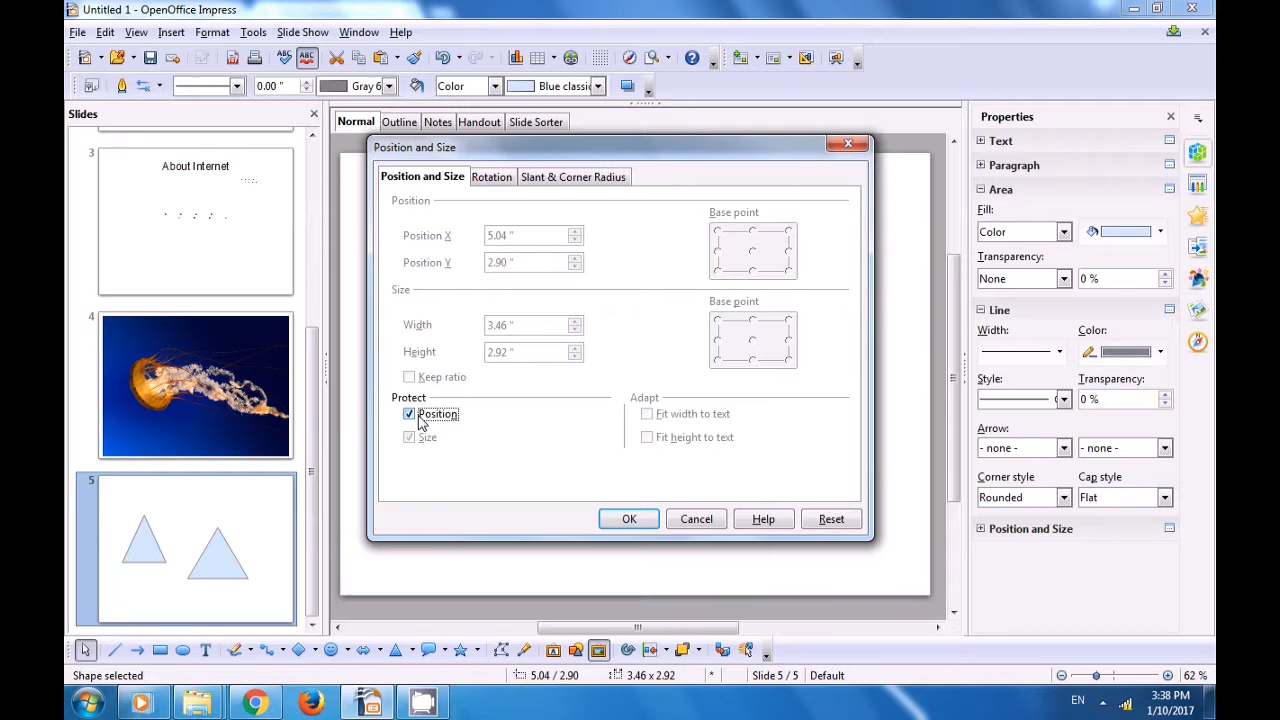 Untitled 1 - OpenOffice Impress
File Edit View Insert Format Tools Slide Show Window Help
0.00 " Gray 6 Color Blue classic
Slides
3
About Internet
4
5
Normal Outline Notes Handout Slide Sorter
Position and Size
Position and Size Rotation Slant & Corner Radius
Position
Position X 5.04 "
Position Y 2.90 "
Base point
Size
Width 3.46 "
Height 2.92 "
Base point
Keep ratio
Protect
Position
Size
Adapt
Fit width to text
Fit height to text
OK Cancel Help Reset
Properties
Text
Paragraph
Area
Fill:
Color
Transparency:
None 0 %
Line
Width: Color:
Style: Transparency:
0 %
Arrow:
- none - - none -
Corner style Cap style
Rounded Flat
Position and Size
Shape selected 5.04 / 2.90 3.46 x 2.92 * Slide 5 / 5 Default 62 %
EN
3:38 PM
1/10/2017